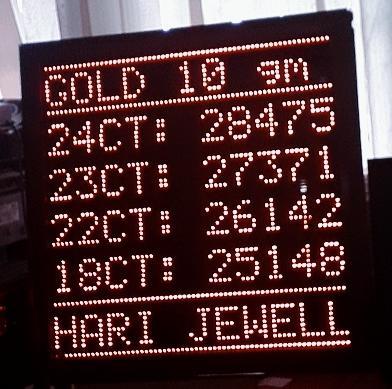 GOLD 10 gm
24CT: 28475
23CT: 27371
22CT: 26142
18CT: 25148
HARI JEWELL